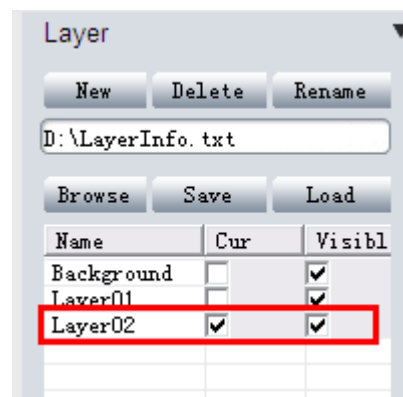 Layer
New Delete Rename
D:\LayerInfo.txt
Browse Save Load
Name Cur Visibl
Background
Layer01
Layer02